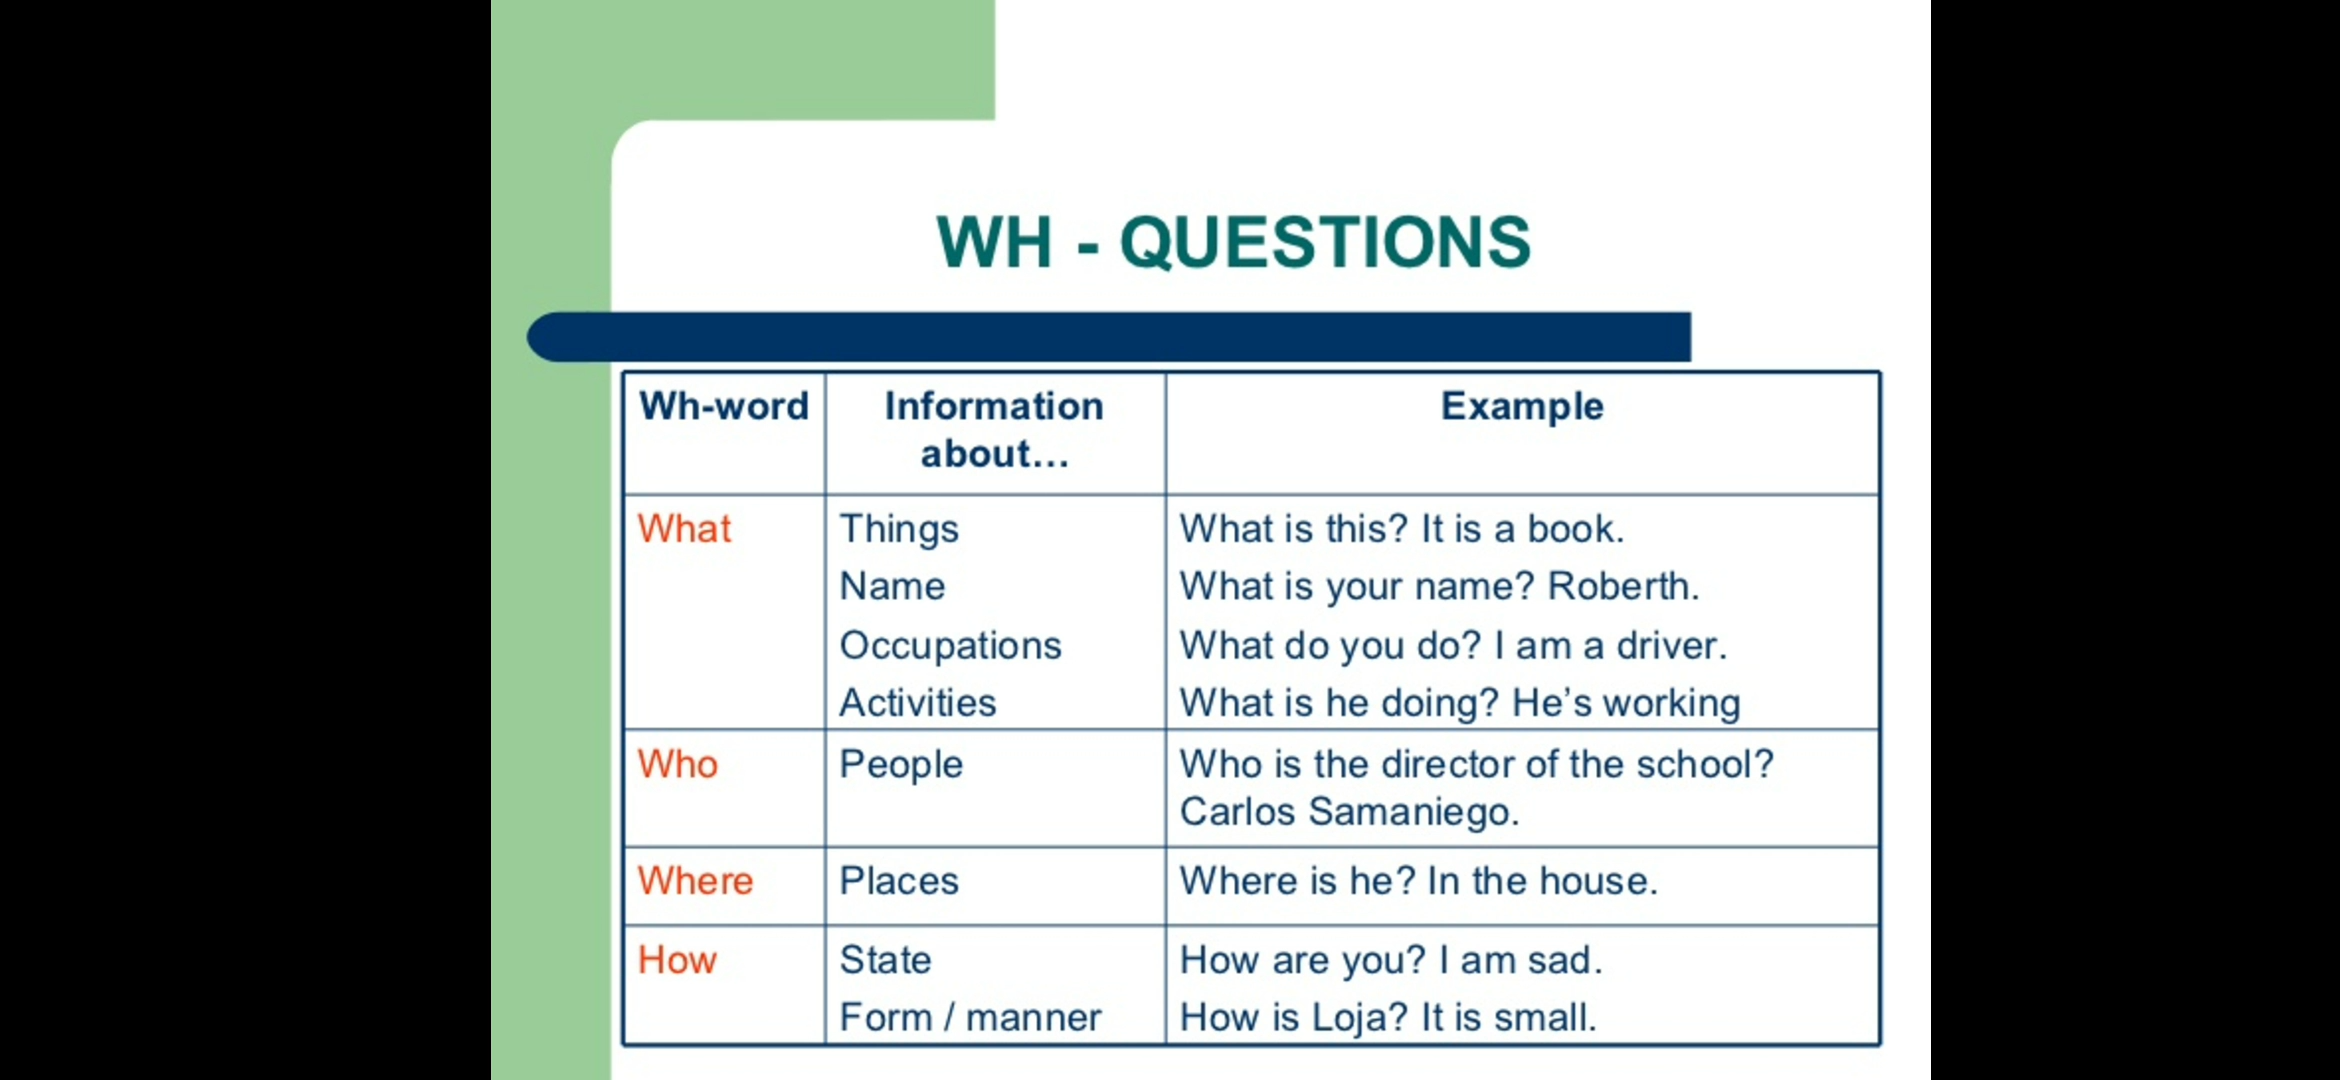 WH - QUESTIONS
Wh-word
Information
about...
Example
What
Things
What is this? It is a book.
Name
What is your name? Roberth.
Occupations
What do you do? I am a driver.
Activities
What is he doing? He’s working
Who
People
Who is the director of the school?
Carlos Samaniego.
Where
Places
Where is he? In the house.
How
State
How are you? I am sad.
Form / manner
How is Loja? It is small.